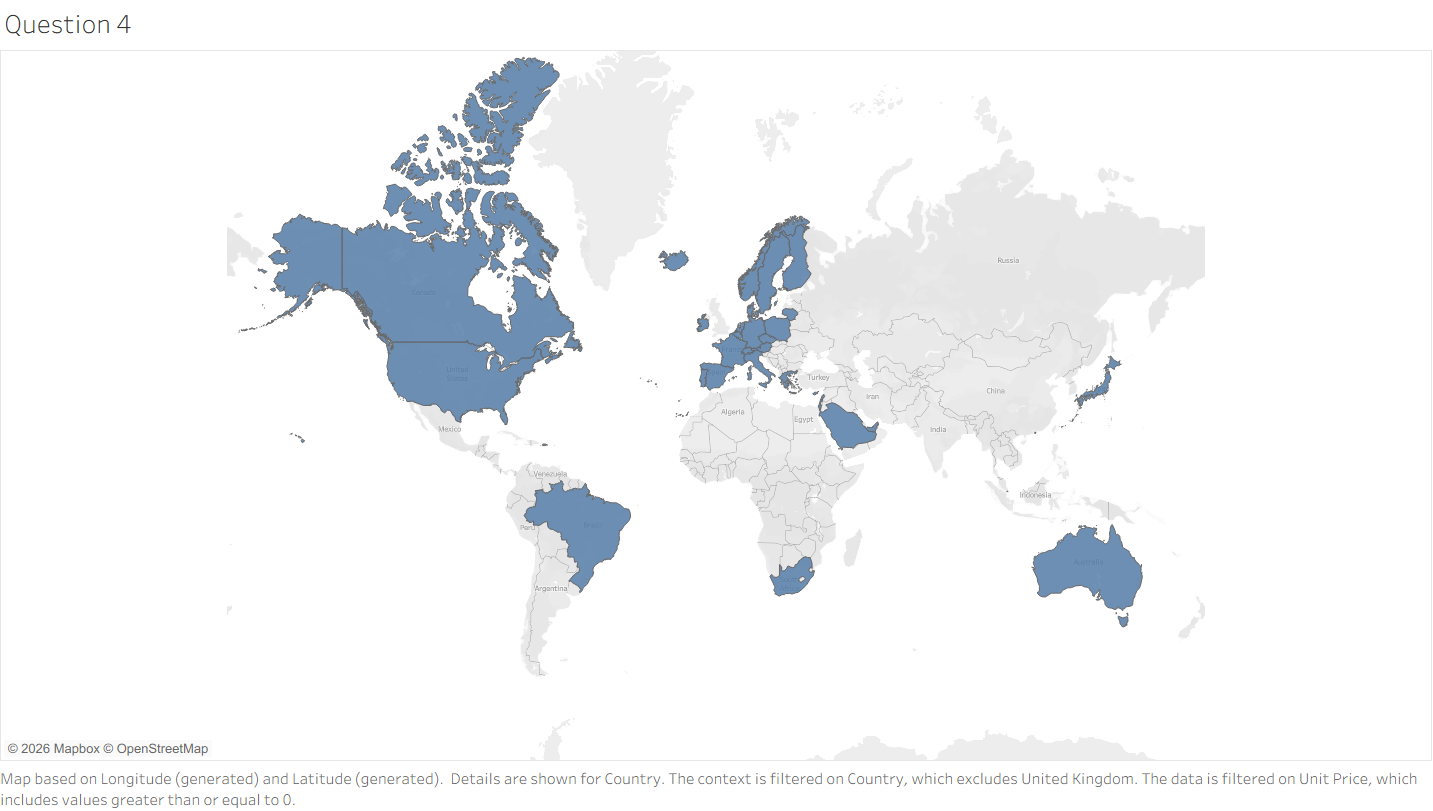 Question 4
Russia
Canada
United
States
Turkey
Iran
China
Algeria
Egypt
India
Mexico
Venezuela
Indonesia
Peru
Brazil
Australia
Argentina
© 2026 Mapbox © OpenStreetMap
Map based on Longitude (generated) and Latitude (generated).  Details are shown for Country. The context is filtered on Country, which excludes United Kingdom. The data is filtered on Unit Price, which
includes values greater than or equal to 0.